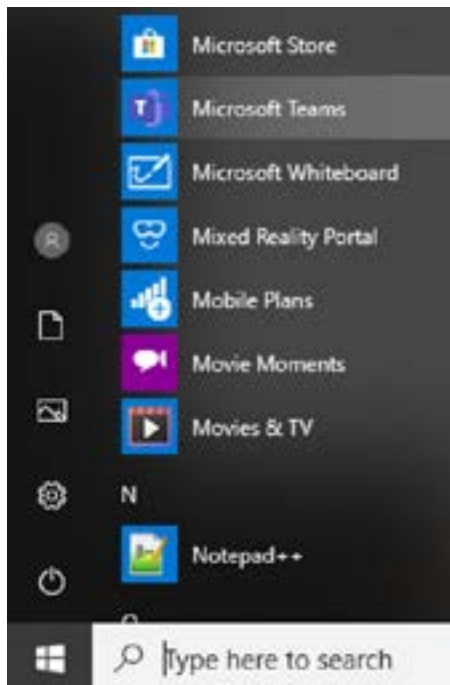 Microsoft Store
Microsoft Teams
Microsoft Whiteboard
Mixed Reality Portal
Mobile Plans
Movie Moments
Movies & TV
N
Notepad++
Type here to search